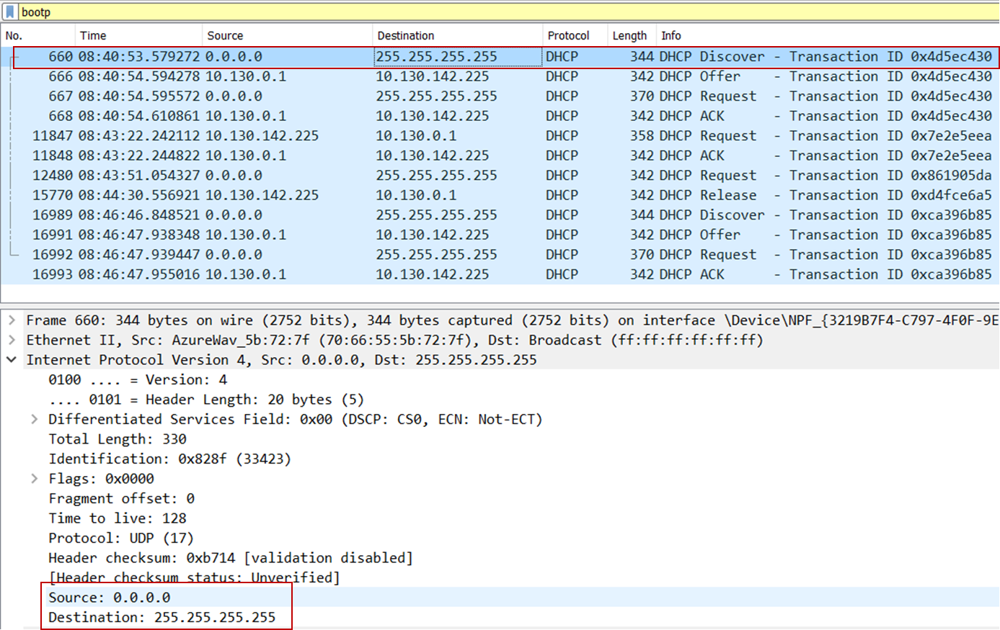 bootp
No. Time Source Destination Protocol Length Info
660 08:40:53.579272 0.0.0.0 255.255.255.255 DHCP 344 DHCP Discover - Transaction ID 0x4d5ec430
666 08:40:54.594278 10.130.0.1 10.130.142.225 DHCP 342 DHCP Offer - Transaction ID 0x4d5ec430
667 08:40:54.595572 0.0.0.0 255.255.255.255 DHCP 370 DHCP Request - Transaction ID 0x4d5ec430
668 08:40:54.610861 10.130.0.1 10.130.142.225 DHCP 342 DHCP ACK - Transaction ID 0x4d5ec430
11847 08:43:22.242112 10.130.142.225 10.130.0.1 DHCP 358 DHCP Request - Transaction ID 0x7e2e5eea
11848 08:43:22.244822 10.130.0.1 10.130.142.225 DHCP 342 DHCP ACK - Transaction ID 0x7e2e5eea
12480 08:43:51.054327 0.0.0.0 255.255.255.255 DHCP 342 DHCP Request - Transaction ID 0x861905da
15770 08:44:30.556921 10.130.142.225 10.130.0.1 DHCP 342 DHCP Release - Transaction ID 0xd4fce6a5
16989 08:46:46.848521 0.0.0.0 255.255.255.255 DHCP 344 DHCP Discover - Transaction ID 0xca396b85
16991 08:46:47.938348 10.130.0.1 10.130.142.225 DHCP 342 DHCP Offer - Transaction ID 0xca396b85
16992 08:46:47.939447 0.0.0.0 255.255.255.255 DHCP 370 DHCP Request - Transaction ID 0xca396b85
16993 08:46:47.955016 10.130.0.1 10.130.142.225 DHCP 342 DHCP ACK - Transaction ID 0xca396b85
Frame 660: 344 bytes on wire (2752 bits), 344 bytes captured (2752 bits) on interface \Device\NPF_{3219B7F4-C797-4F0F-9E
Ethernet II, Src: AzureWav_5b:72:7f (70:66:55:5b:72:7f), Dst: Broadcast (ff:ff:ff:ff:ff:ff)
Internet Protocol Version 4, Src: 0.0.0.0, Dst: 255.255.255.255
0100 .... = Version: 4
.... 0101 = Header Length: 20 bytes (5)
Differentiated Services Field: 0x00 (DSCP: CS0, ECN: Not-ECT)
Total Length: 330
Identification: 0x828f (33423)
Flags: 0x0000
Fragment offset: 0
Time to live: 128
Protocol: UDP (17)
Header checksum: 0xb714 [validation disabled]
[Header checksum status: Unverified]
Source: 0.0.0.0
Destination: 255.255.255.255